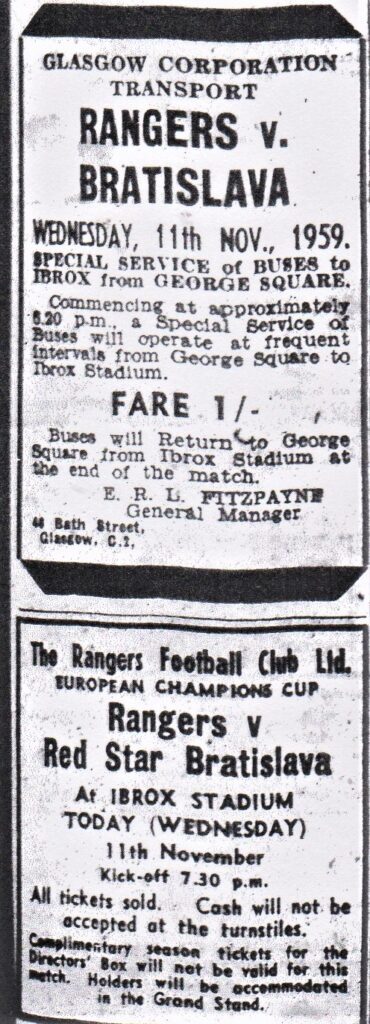 GLASGOW CORPORATION
TRANSPORT
RANGERS v.
BRATISLAVA
WEDNESDAY, 11th NOV., 1959.
SPECIAL SERVICE of BUSES to
IBROX from GEORGE SQUARE.
Commencing at approximately
6.20 p.m., a Special Service of
Buses will operate at frequent
intervals from George Square to
Ibrox Stadium.
FARE 1/-
Buses will Return to George
Square from Ibrox Stadium at
the end of the match.
E. R. L. FITZPAYNE
General Manager
46 Bath Street,
Glasgow, C.2,
The Rangers Football Club Ltd.
EUROPEAN CHAMPIONS CUP
Rangers v
Red Star Bratislava
At IBROX STADIUM
TODAY (WEDNESDAY)
11th November
Kick-off 7.30 p.m.
All tickets sold. Cash will not be
accepted at the turnstiles.
Complimentary season tickets for the
Directors' Box will not be valid for this
match. Holders will be accommodated
in the Grand Stand.